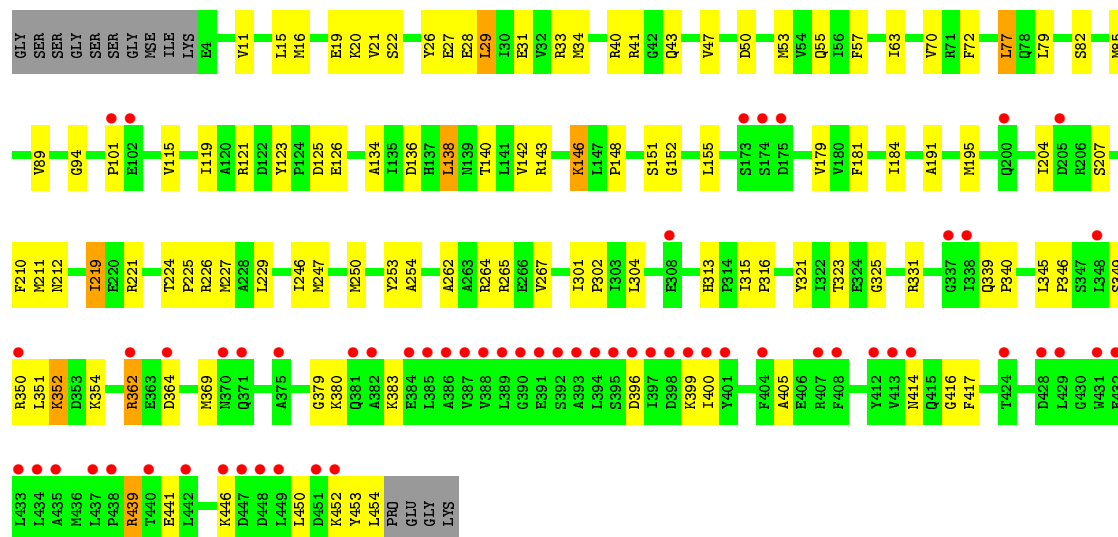 GLY SER SER GLY SER SER GLY MSE ILE LYS E4 V11 L15 M16 E19 K20 V21 S22 Y26 E27 E28 L29 I30 E31 V32 R33 M34 R40 R41 G42 Q43 V47 D50 M53 V54 Q55 I56 F57 I63 V70 R71 F72 L77 Q78 L79 S82 M85
V89 G94 P101 E102 V115 I119 A120 R121 D122 Y123 P124 D125 E126 A134 I135 D136 H137 L138 N139 T140 L141 V142 R143 K146 L147 P148 S151 G152 L155 S173 S174 D175 V179 V180 F181 I184 A191 M195 Q200 I204 D205 R206 S207
F210 M211 N212 I219 E220 R221 T224 P225 R226 M227 A228 L229 I246 M247 M250 Y253 A254 A262 A263 R264 R265 E266 V267 I301 P302 I303 L304 E308 H313 P314 I315 P316 Y321 I322 T323 E324 G325 R331 G337 I338 Q339 P340 L345 P346 S347 L348 S349
R350 L351 K352 D353 K354 R362 E363 D364 M369 N370 Q371 A375 G379 K380 Q381 A382 K383 E384 L385 A386 V387 V388 L389 G390 E391 S392 A393 L394 S395 D396 I397 D398 K399 I400 Y401 F404 A405 E406 R407 F408 Y412 V413 N414 Q415 G416 F417 T424 D428 L429 G430 W431
L433 L434 A435 M436 L437 P438 R439 T440 E441 L442 K446 D447 D448 L449 L450 D451 K452 Y453 L454 PRO GLU GLY LYS